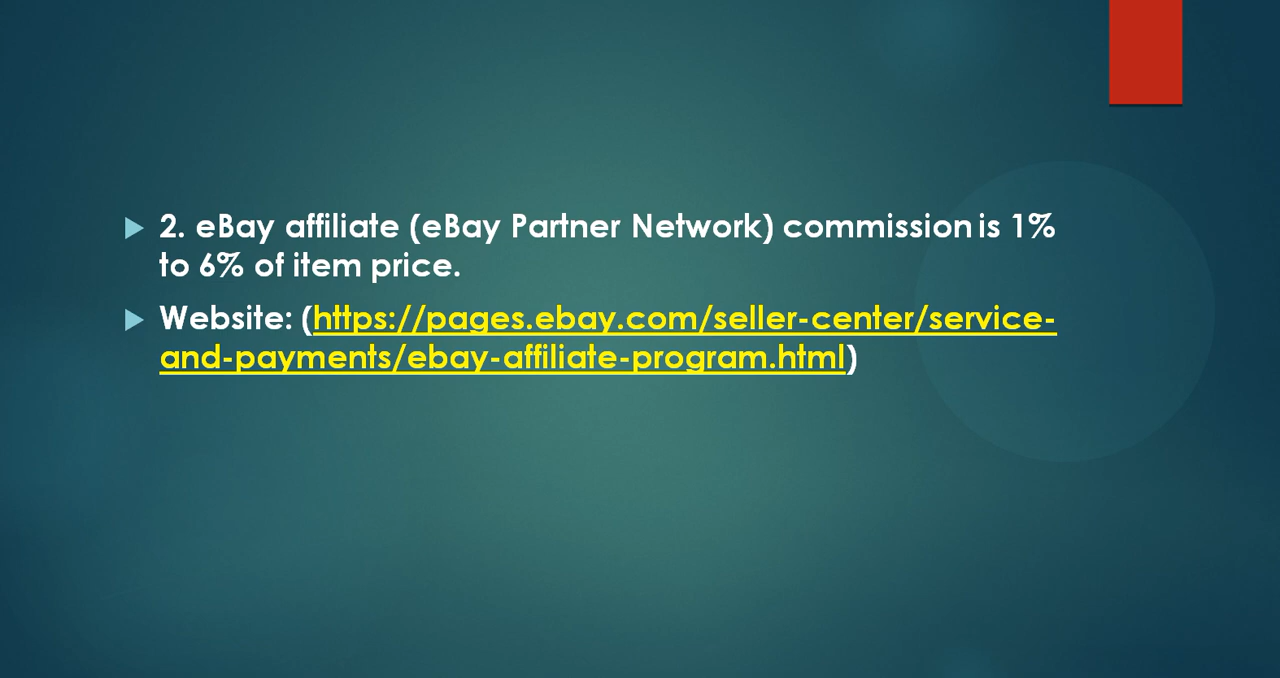 2. eBay affiliate (eBay Partner Network) commission is 1%
to 6% of item price.
Website: (https://pages.ebay.com/seller-center/service-
and-payments/ebay-affiliate-program.html)